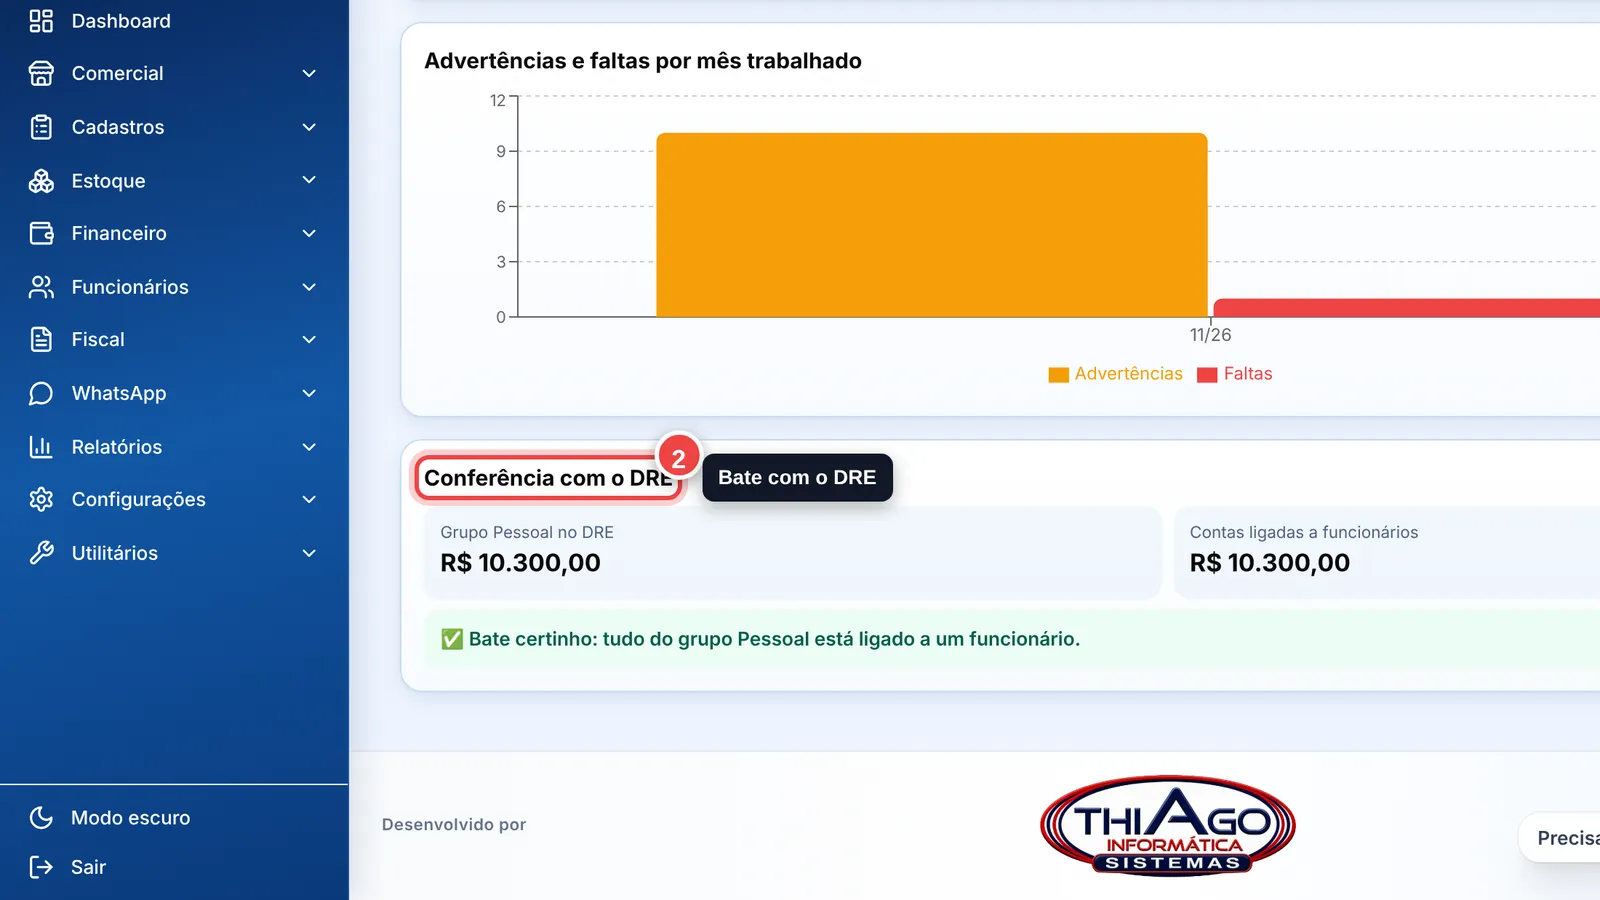 Dashboard
Comercial
Cadastros
Estoque
Financeiro
Funcionários
Fiscal
WhatsApp
Relatórios
Configurações
Utilitários
Modo escuro
Sair
Advertências e faltas por mês trabalhado
12
9
6
3
0
11/26
Advertências Faltas
Conferência com o DRE
2
Bate com o DRE
Grupo Pessoal no DRE
R$ 10.300,00
Contas ligadas a funcionários
R$ 10.300,00
✅ Bate certinho: tudo do grupo Pessoal está ligado a um funcionário.
Desenvolvido por
THIAGO
INFORMÁTICA
SISTEMAS